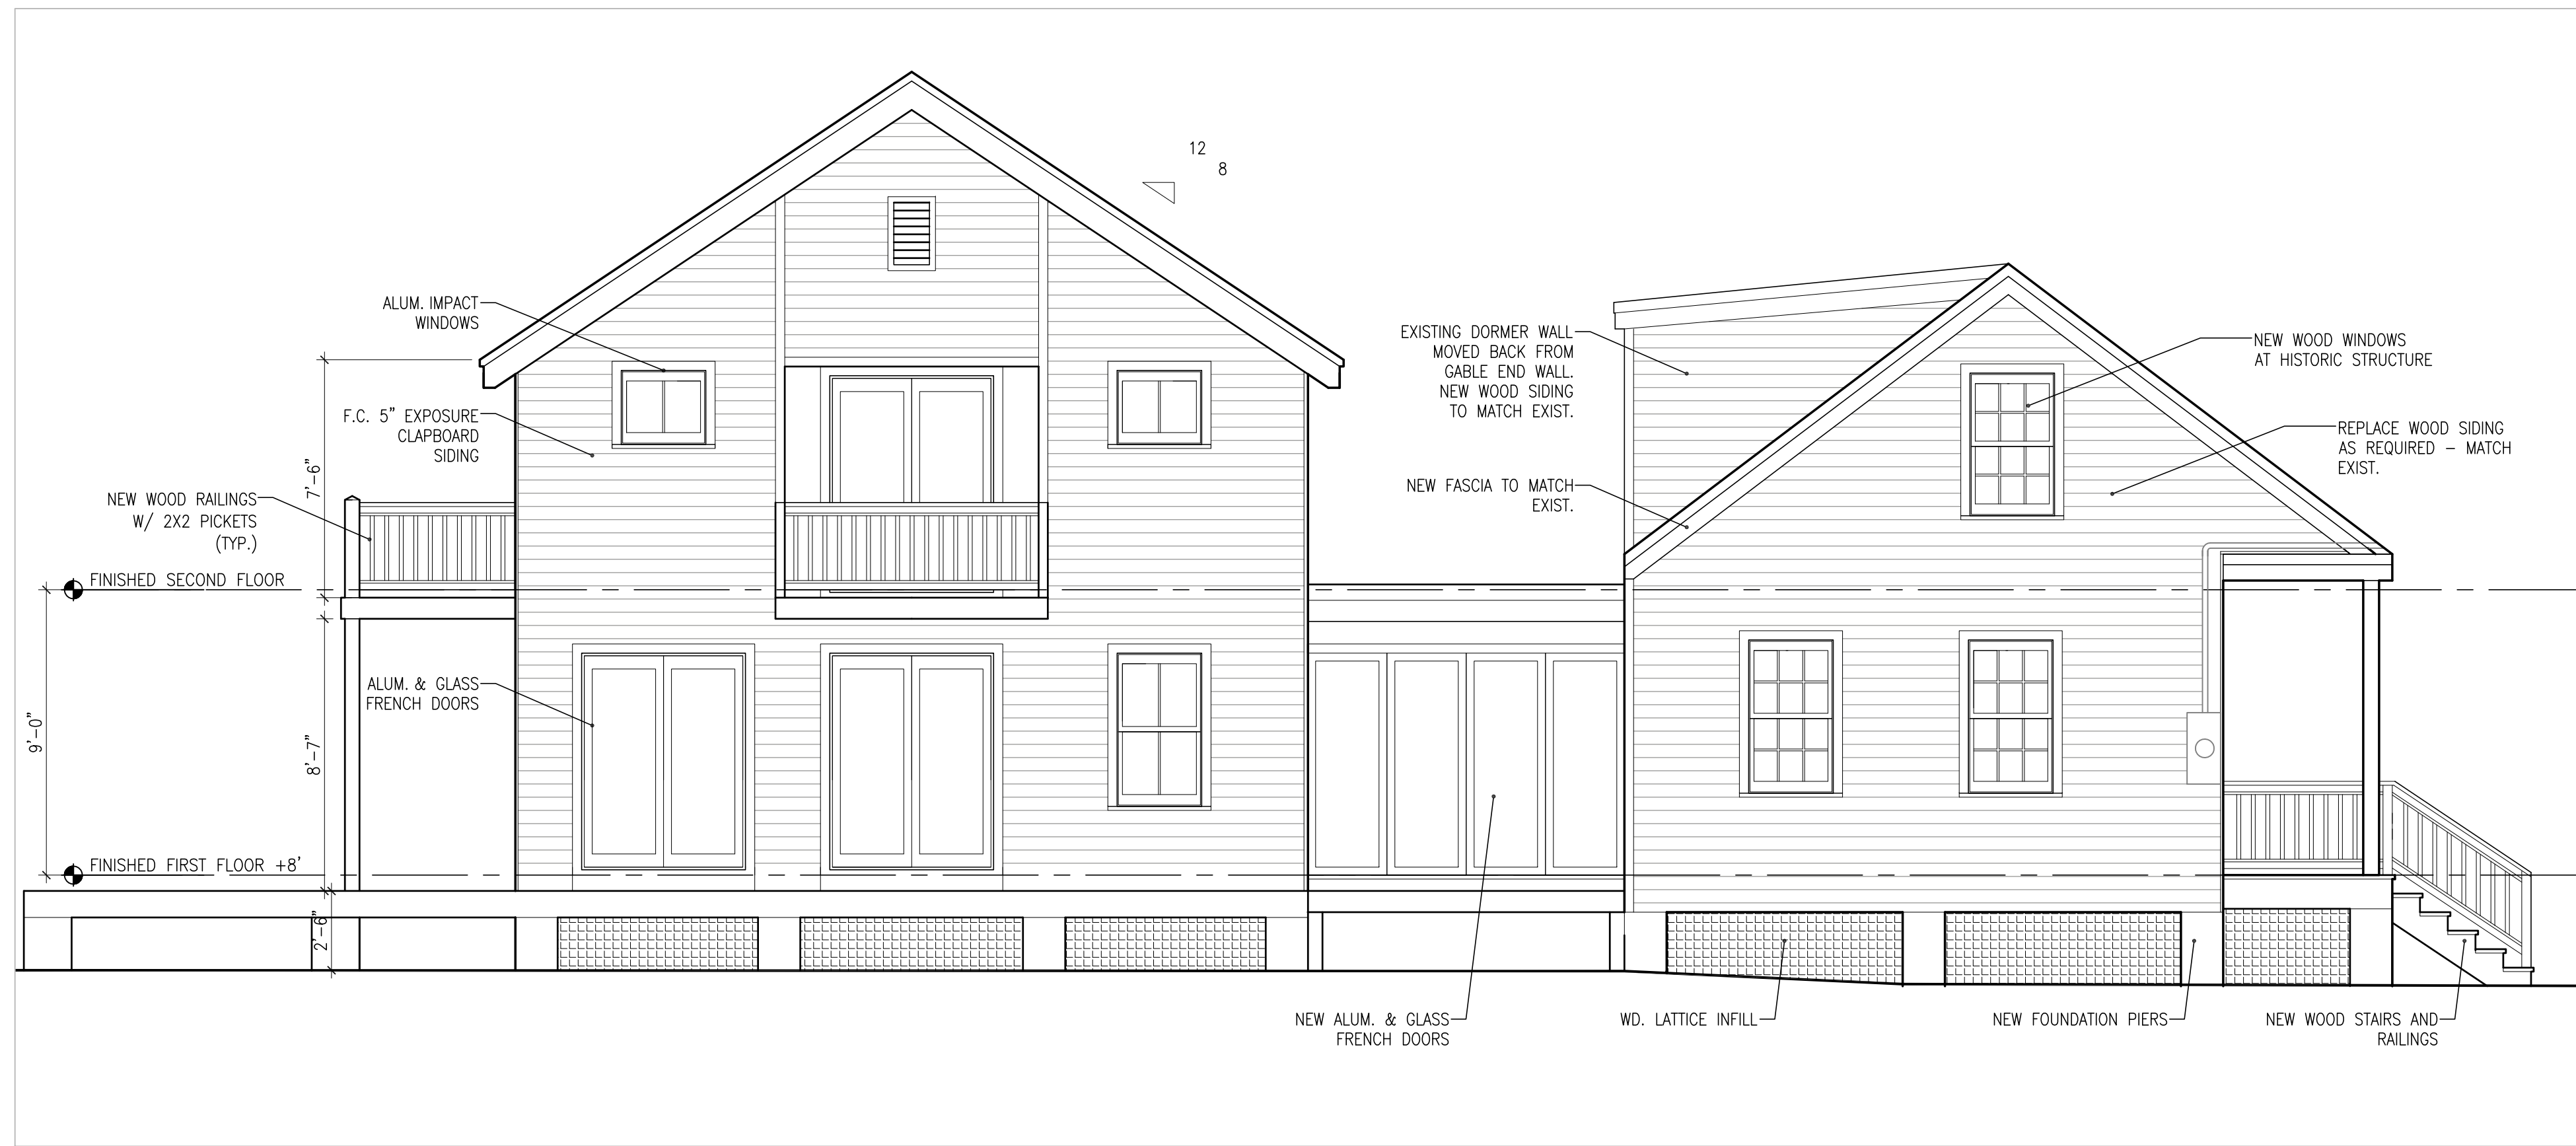 12
8
ALUM. IMPACT
WINDOWS
F.C. 5" EXPOSURE
CLAPBOARD
SIDING
7'-6"
NEW WOOD RAILINGS
W/ 2X2 PICKETS
(TYP.)
FINISHED SECOND FLOOR
ALUM. & GLASS
FRENCH DOORS
9'-0"
8'-7"
FINISHED FIRST FLOOR +8'
2'-6"
EXISTING DORMER WALL
MOVED BACK FROM
GABLE END WALL.
NEW WOOD SIDING
TO MATCH EXIST.
NEW FASCIA TO MATCH
EXIST.
NEW WOOD WINDOWS
AT HISTORIC STRUCTURE
REPLACE WOOD SIDING
AS REQUIRED – MATCH
EXIST.
NEW ALUM. & GLASS
FRENCH DOORS
WD. LATTICE INFILL
NEW FOUNDATION PIERS
NEW WOOD STAIRS AND
RAILINGS